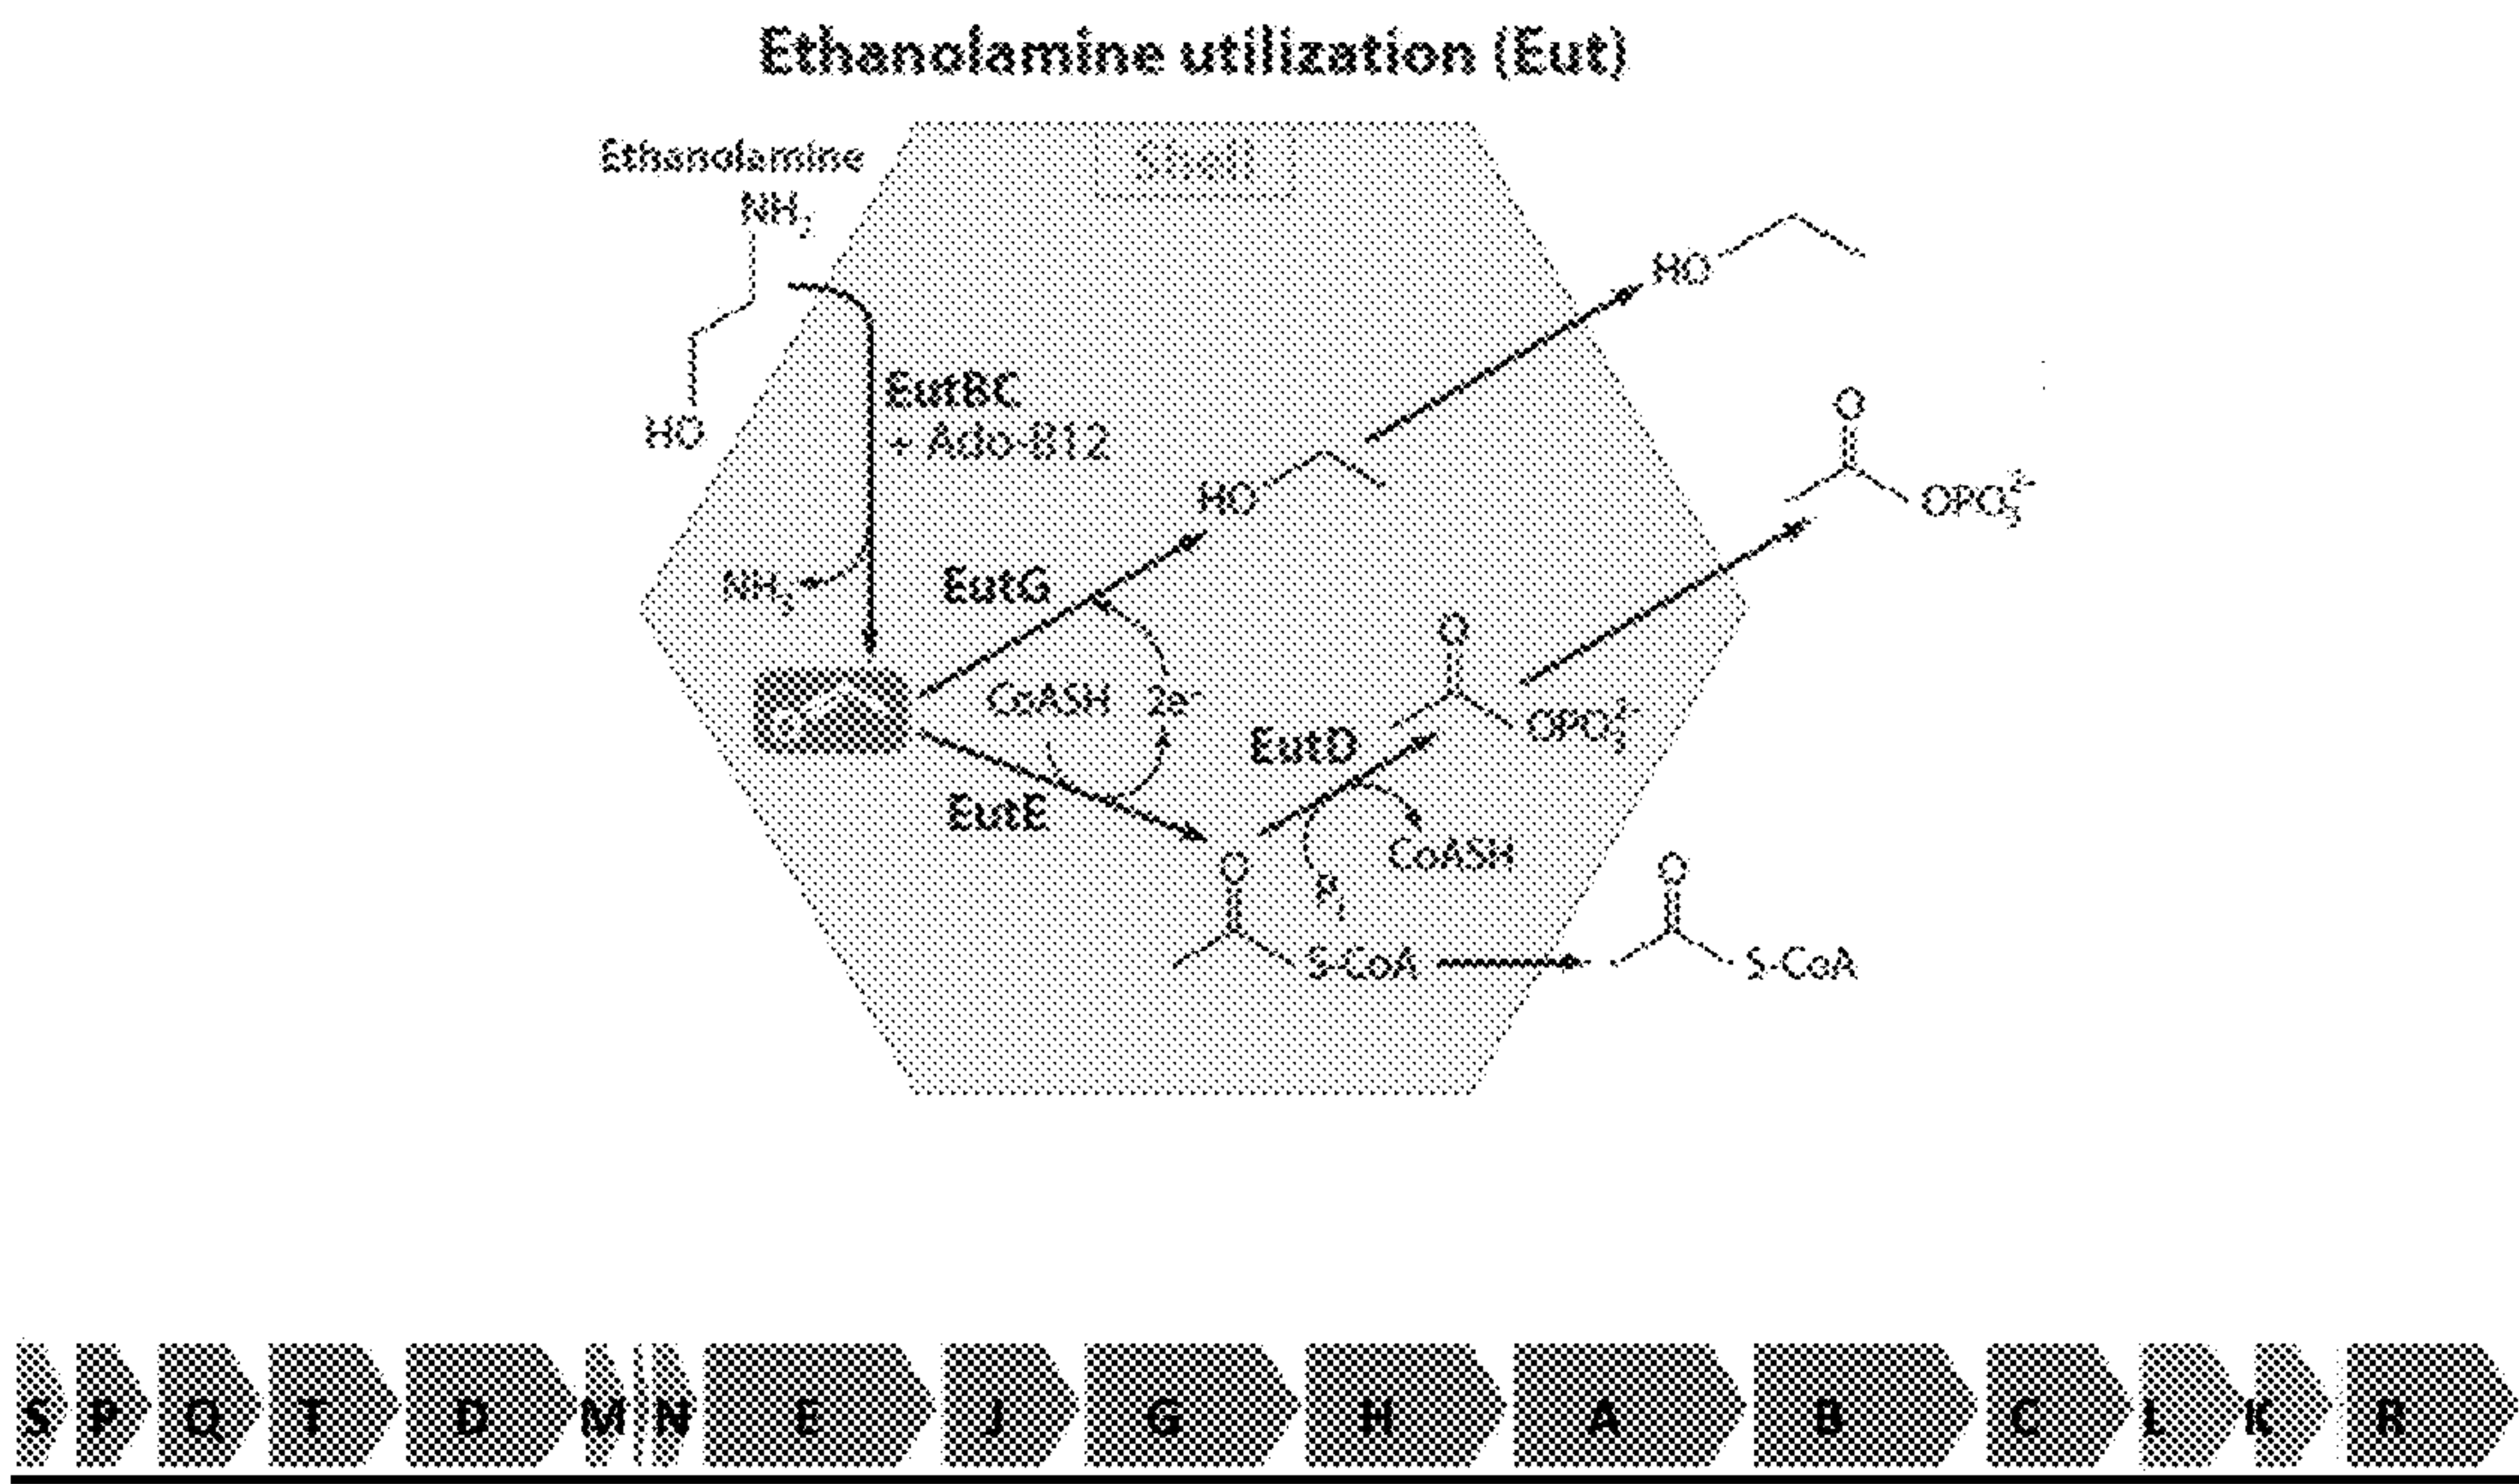 Ethanolamine utilization (Eut)
Shell
Ethanolamine
NH2
HO
HO
EutBC
+ Ado-B12
O
OPO3 2-
HO
NH3
EutG
O
CoASH 2e-
OPO3 2-
EutD
EutE
CoASH
O
Pi
O
S-CoA
S-CoA
S P Q T D M N E J G H A B C L K R